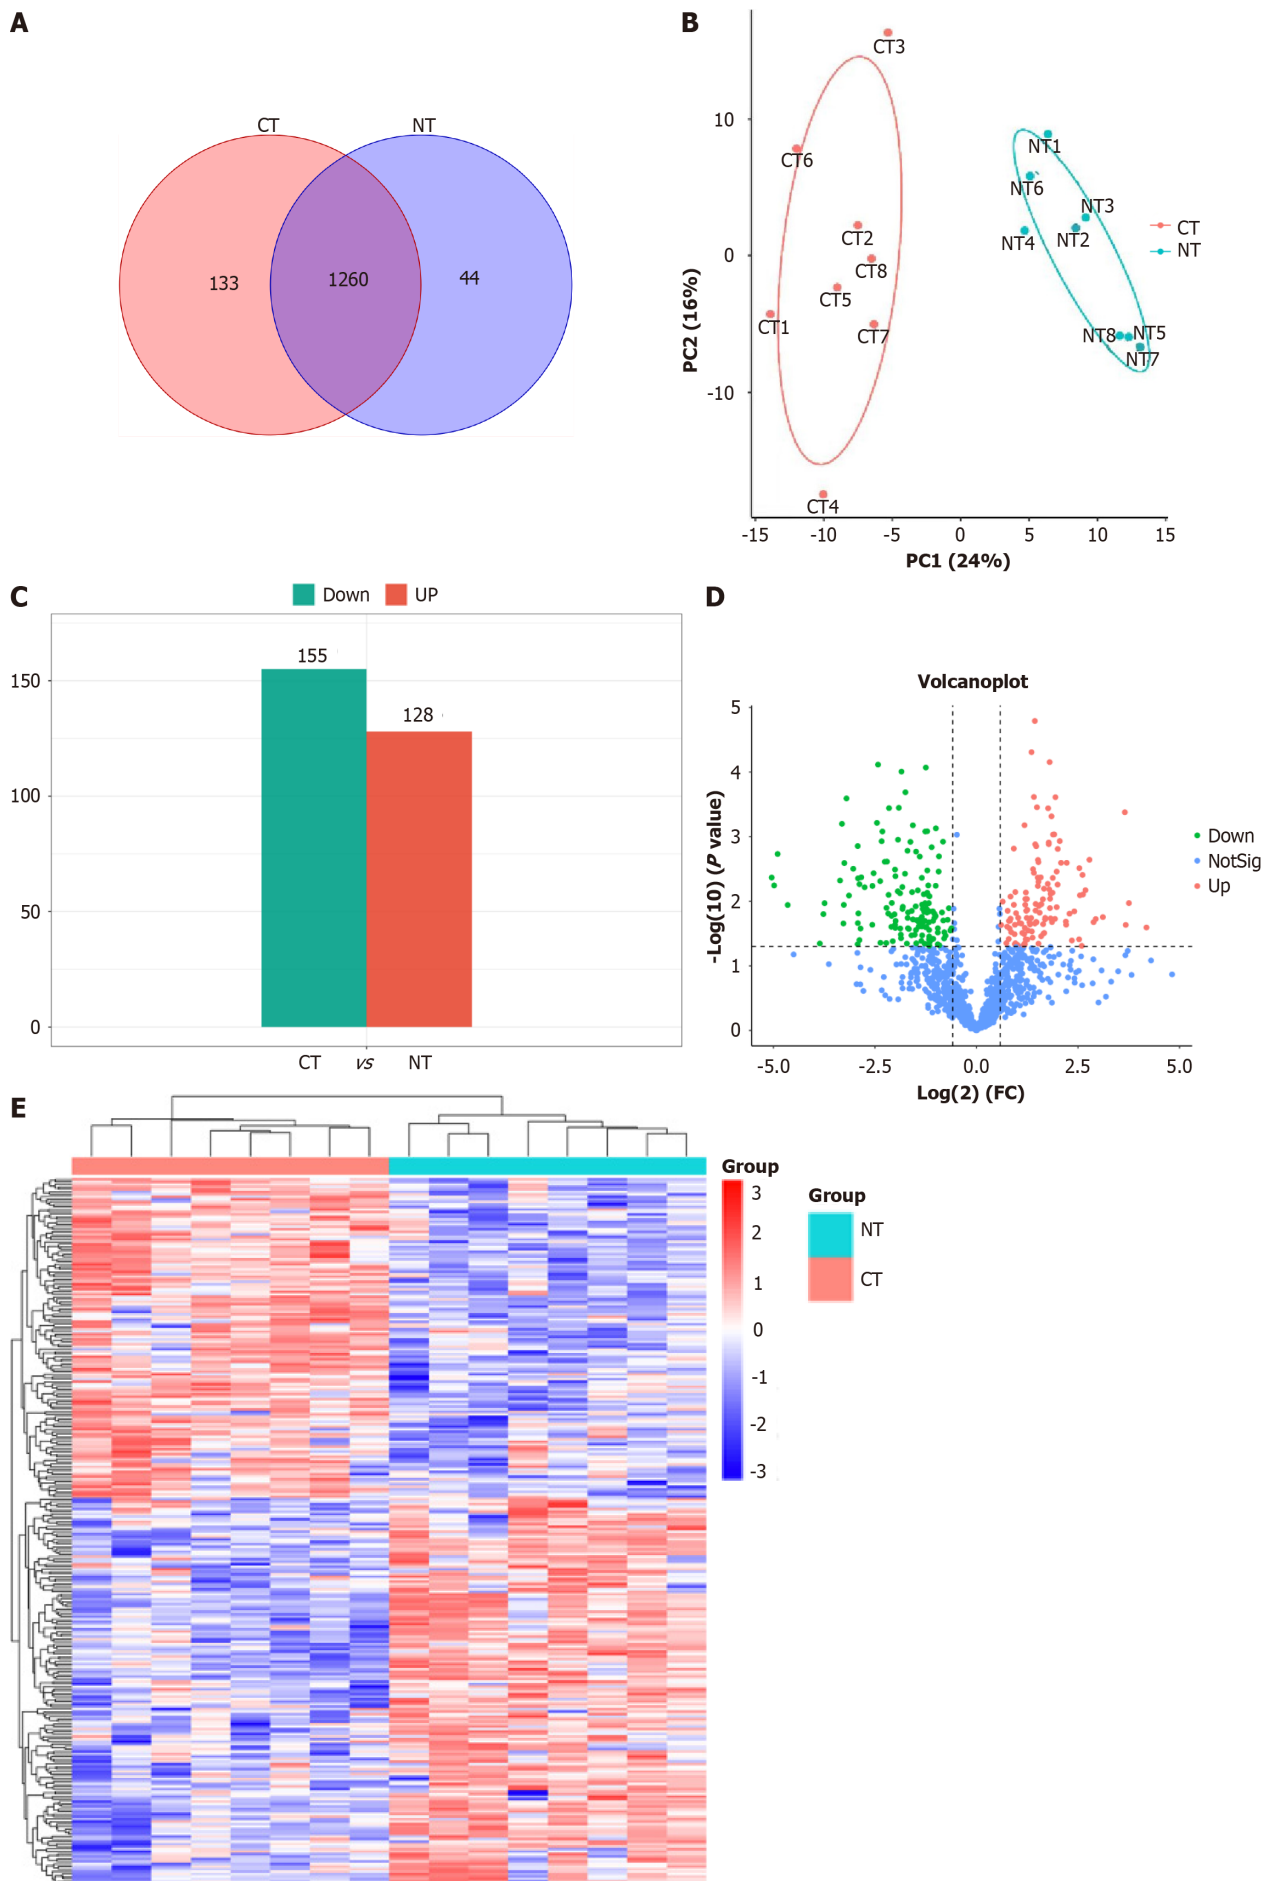 A
CT
NT
133
1260
44
B
10
0
-10
PC2 (16%)
CT3
CT6
CT2
CT8
CT5
CT1
CT7
CT4
NT1
NT6
NT3
NT4
NT2
NT8
NT5
NT7
CT
NT
-15
-10
-5
0
5
10
15
PC1 (24%)
C
Down
UP
155
128
150
100
50
0
CT vs NT
D
Volcanoplot
5
4
3
2
1
0
-Log(10) (P value)
Down
NotSig
Up
-5.0
-2.5
0.0
2.5
5.0
Log(2) (FC)
E
Group
3
2
1
0
-1
-2
-3
Group
NT
CT